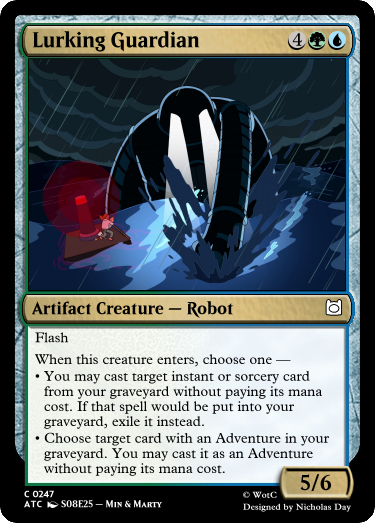 Lurking Guardian 4
Artifact Creature — Robot
Flash
When this creature enters, choose one —
• You may cast target instant or sorcery card
from your graveyard without paying its mana
cost. If that spell would be put into your
graveyard, exile it instead.
• Choose target card with an Adventure in your
graveyard. You may cast it as an Adventure
without paying its mana cost.
5/6
C 0247
ATC S08E25 — Min & Marty
© WotC
Designed by Nicholas Day